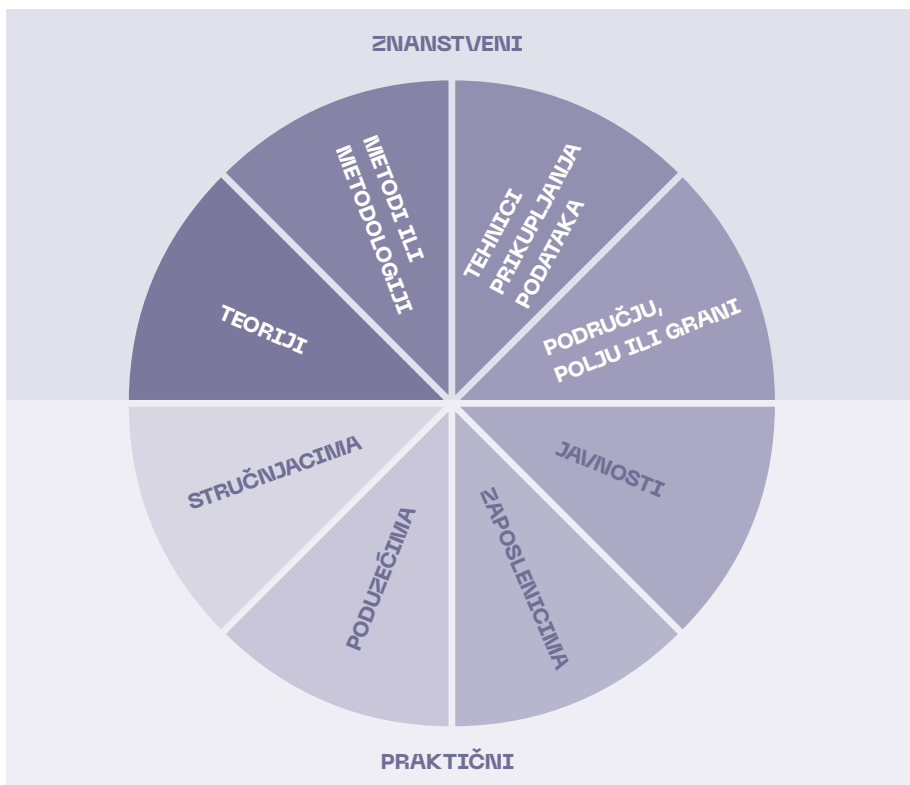 ZNANSTVENI
METODI ILI
METODOLOGIJI
TEHNICI
PRIKUPLJANJA
PODATAKA
TEORIJI
PODRUČJU,
POLJU ILI GRANI
STRUČNJACIMA
JAVNOSTI
PODUZEĆIMA
ZAPOSLENICIMA
PRAKTIČNI